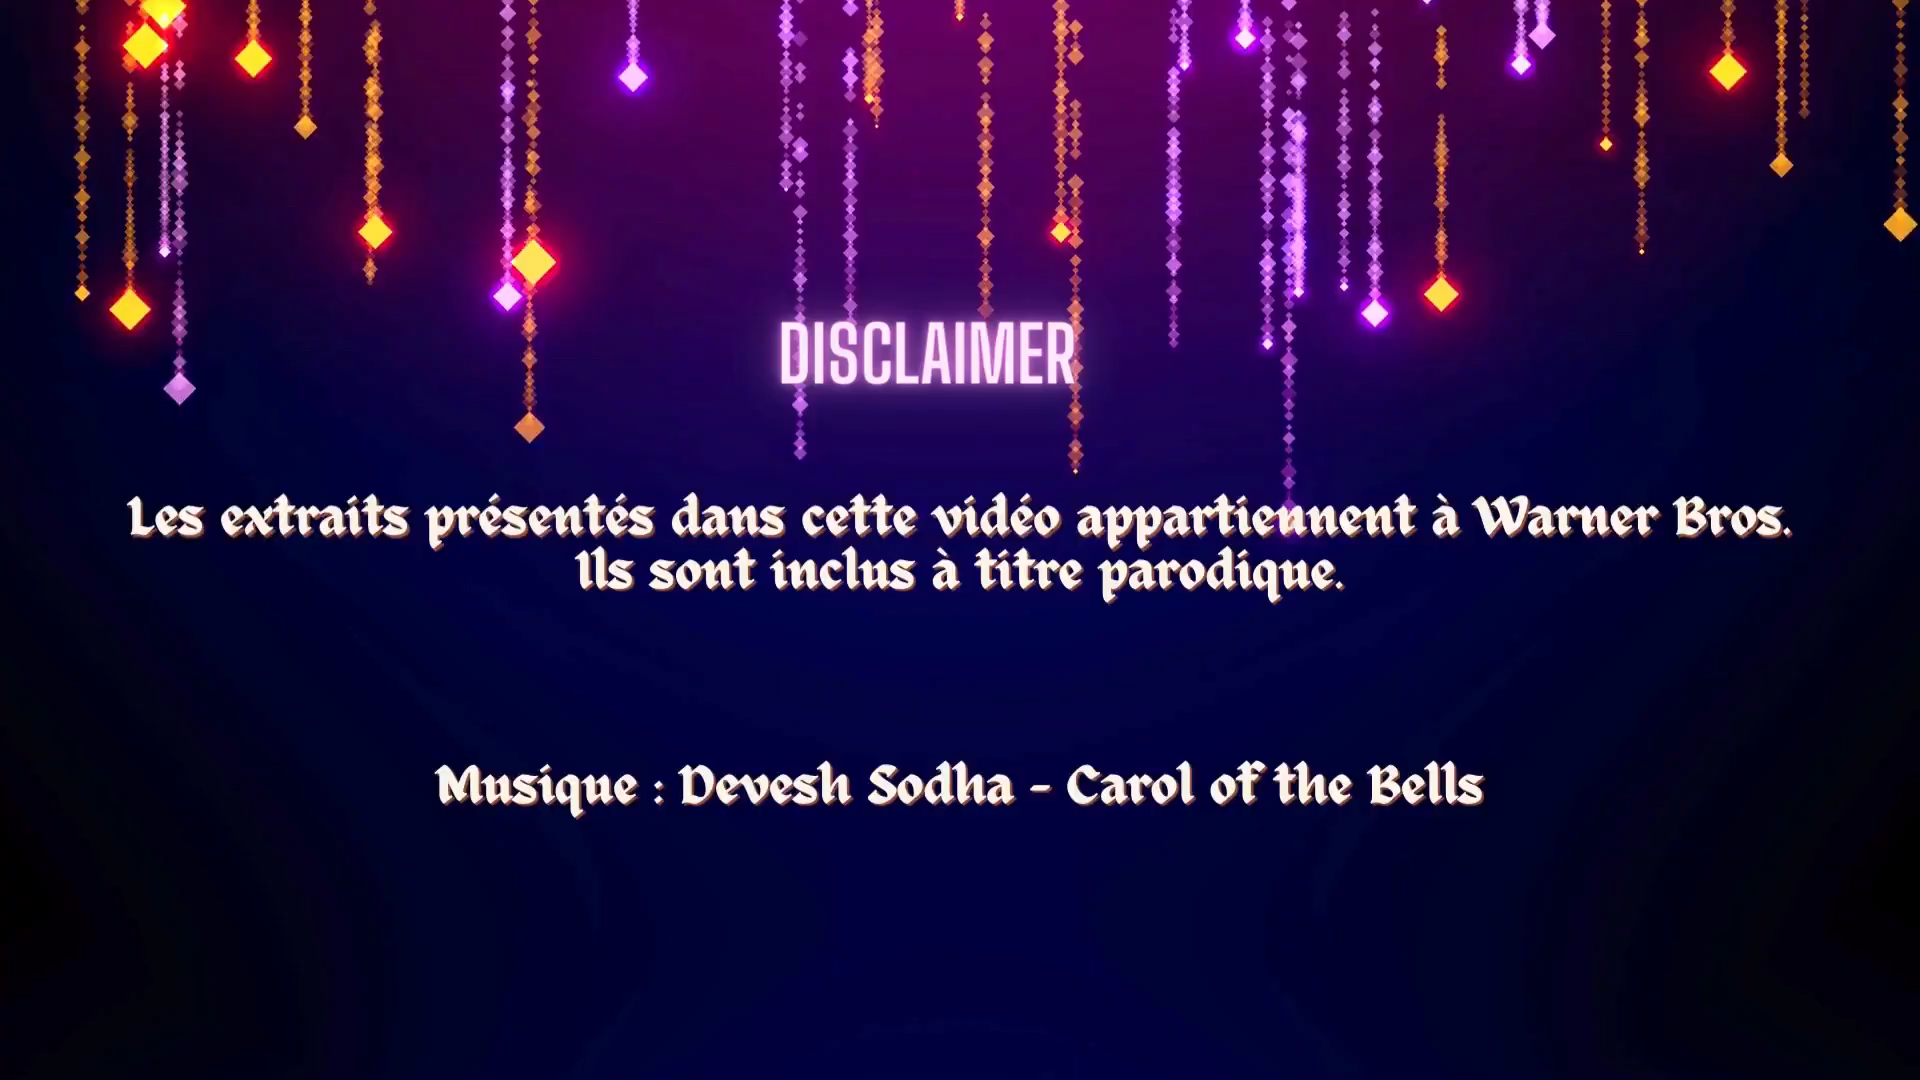 DISCLAIMER
Les extraits présentés dans cette vidéo appartiennent à Warner Bros.
Ils sont inclus à titre parodique.
Musique : Devesh Sodha - Carol of the Bells